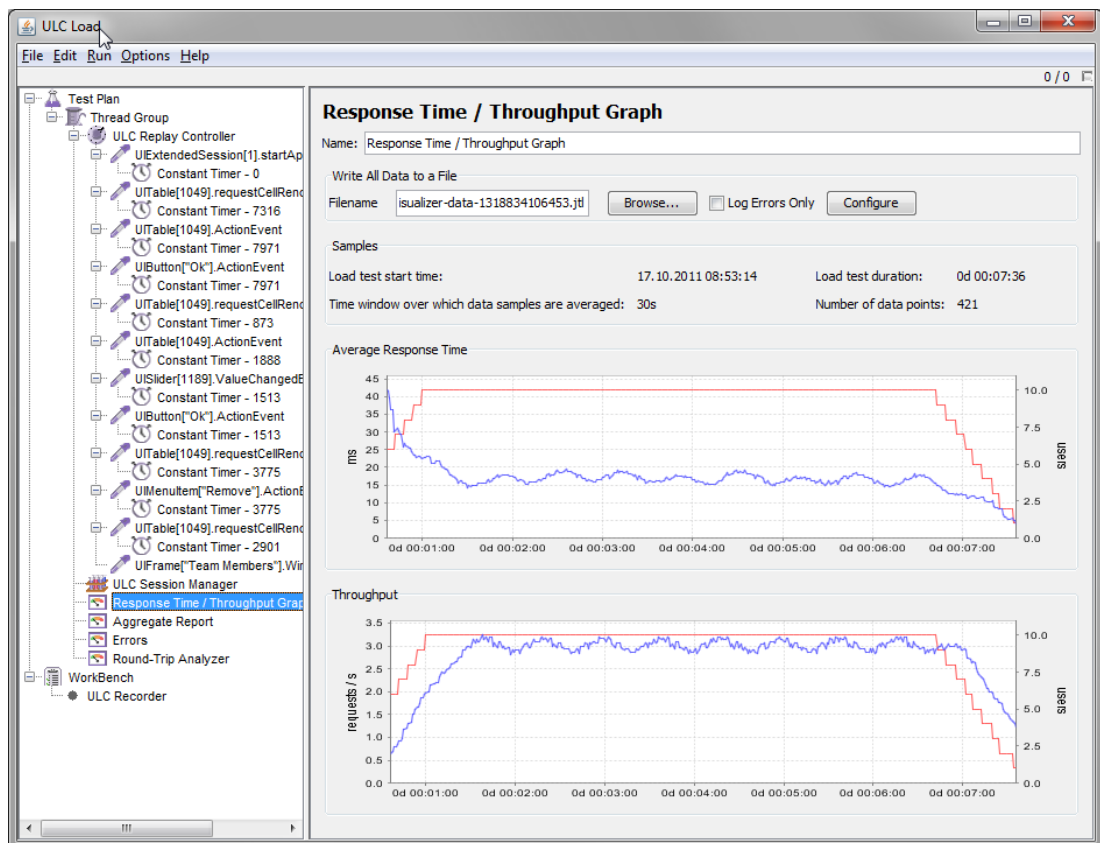 ULC Load
File Edit Run Options Help
0 / 0
Test Plan
Thread Group
ULC Replay Controller
UIExtendedSession[1].startAp
Constant Timer - 0
UITable[1049].requestCellRend
Constant Timer - 7316
UITable[1049].ActionEvent
Constant Timer - 7971
UIButton["Ok"].ActionEvent
Constant Timer - 7971
UITable[1049].requestCellRend
Constant Timer - 873
UITable[1049].ActionEvent
Constant Timer - 1888
UISlider[1189].ValueChangedE
Constant Timer - 1513
UIButton["Ok"].ActionEvent
Constant Timer - 1513
UITable[1049].requestCellRend
Constant Timer - 3775
UIMenuItem["Remove"].ActionE
Constant Timer - 3775
UITable[1049].requestCellRend
Constant Timer - 2901
UIFrame["Team Members"].Wir
ULC Session Manager
Response Time / Throughput Grap
Aggregate Report
Errors
Round-Trip Analyzer
WorkBench
ULC Recorder
Response Time / Throughput Graph
Name: Response Time / Throughput Graph
Write All Data to a File
Filename isualizer-data-1318834106453.jtl Browse... Log Errors Only Configure
Samples
Load test start time: 17.10.2011 08:53:14 Load test duration: 0d 00:07:36
Time window over which data samples are averaged: 30s Number of data points: 421
Average Response Time
45
40
35
30
25
20
15
10
5
0
ms
10.0
7.5
5.0
2.5
0.0
users
0d 00:01:00 0d 00:02:00 0d 00:03:00 0d 00:04:00 0d 00:05:00 0d 00:06:00 0d 00:07:00
Throughput
3.5
3.0
2.5
2.0
1.5
1.0
0.5
0.0
requests / s
10.0
7.5
5.0
2.5
0.0
users
0d 00:01:00 0d 00:02:00 0d 00:03:00 0d 00:04:00 0d 00:05:00 0d 00:06:00 0d 00:07:00